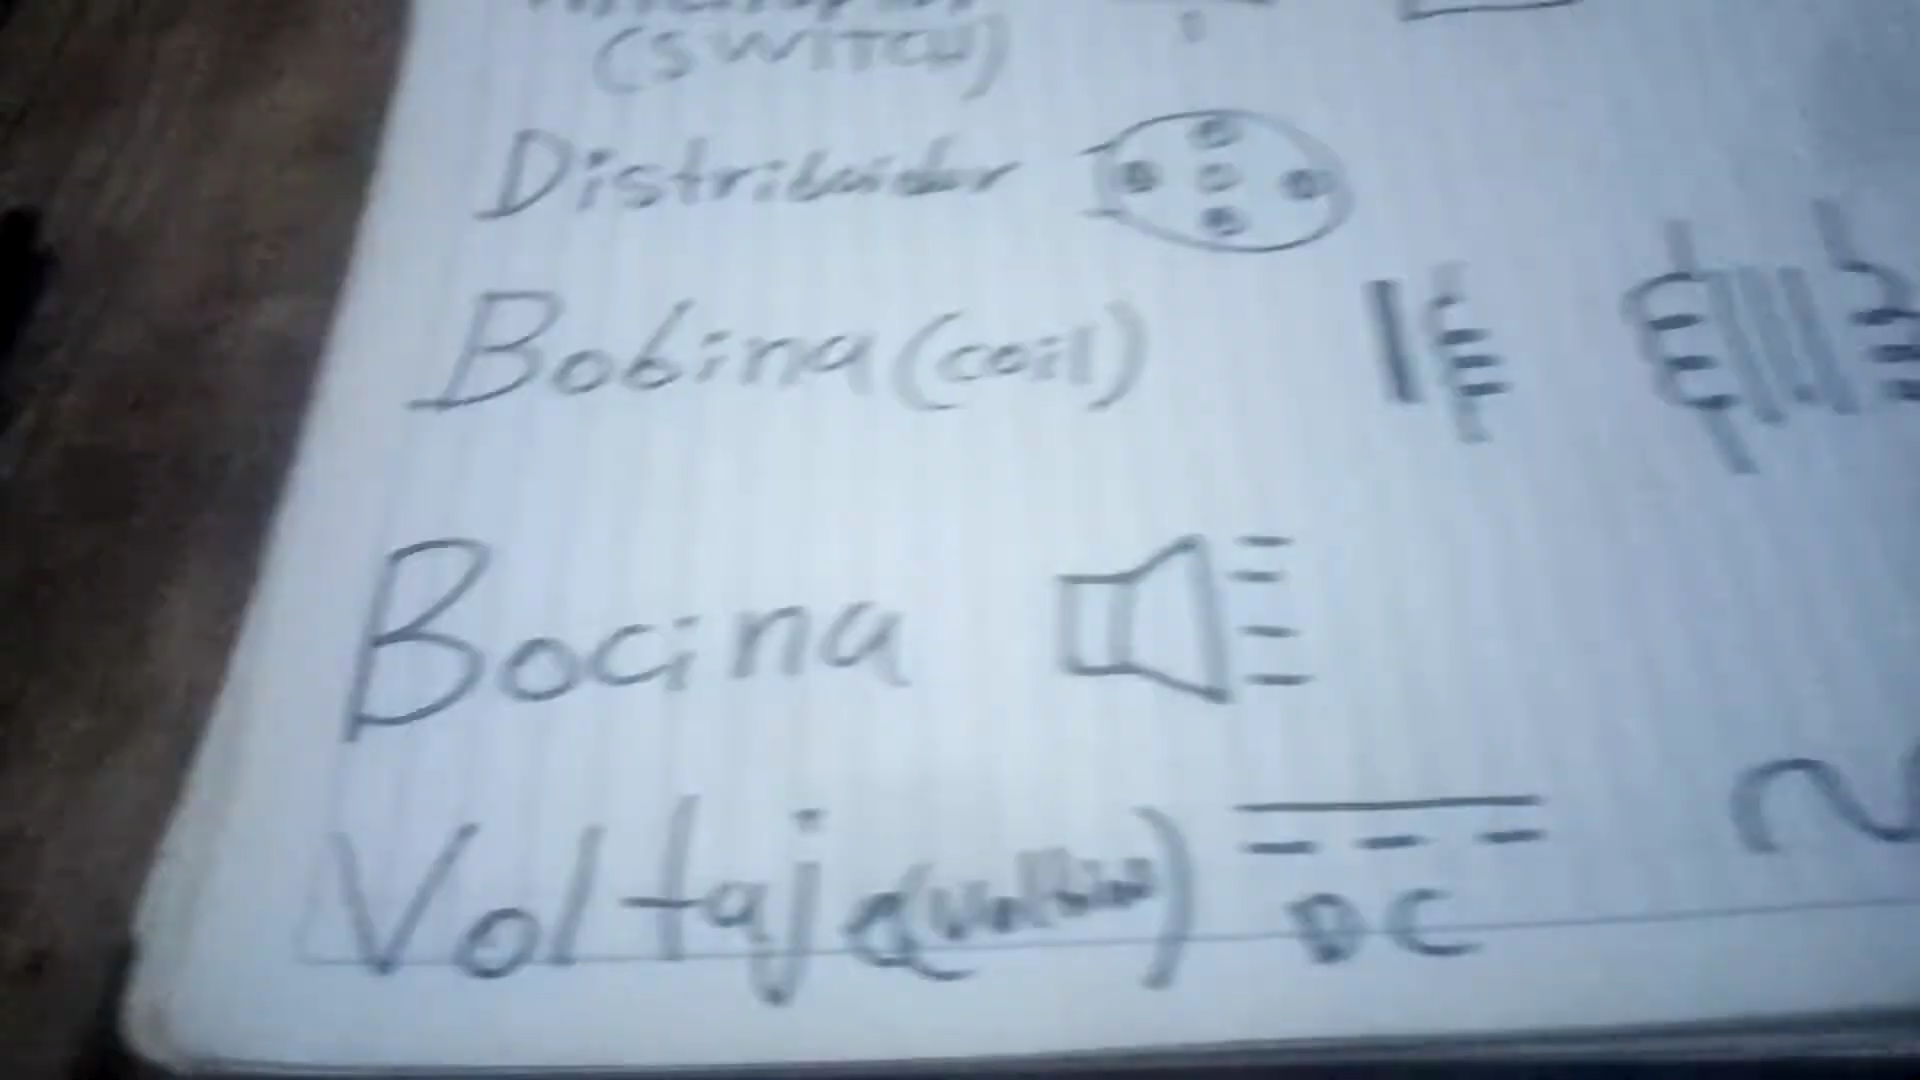 (SWITCH)
Distribuidor
Bobina (coil)
Bocina
Voltaje
DC